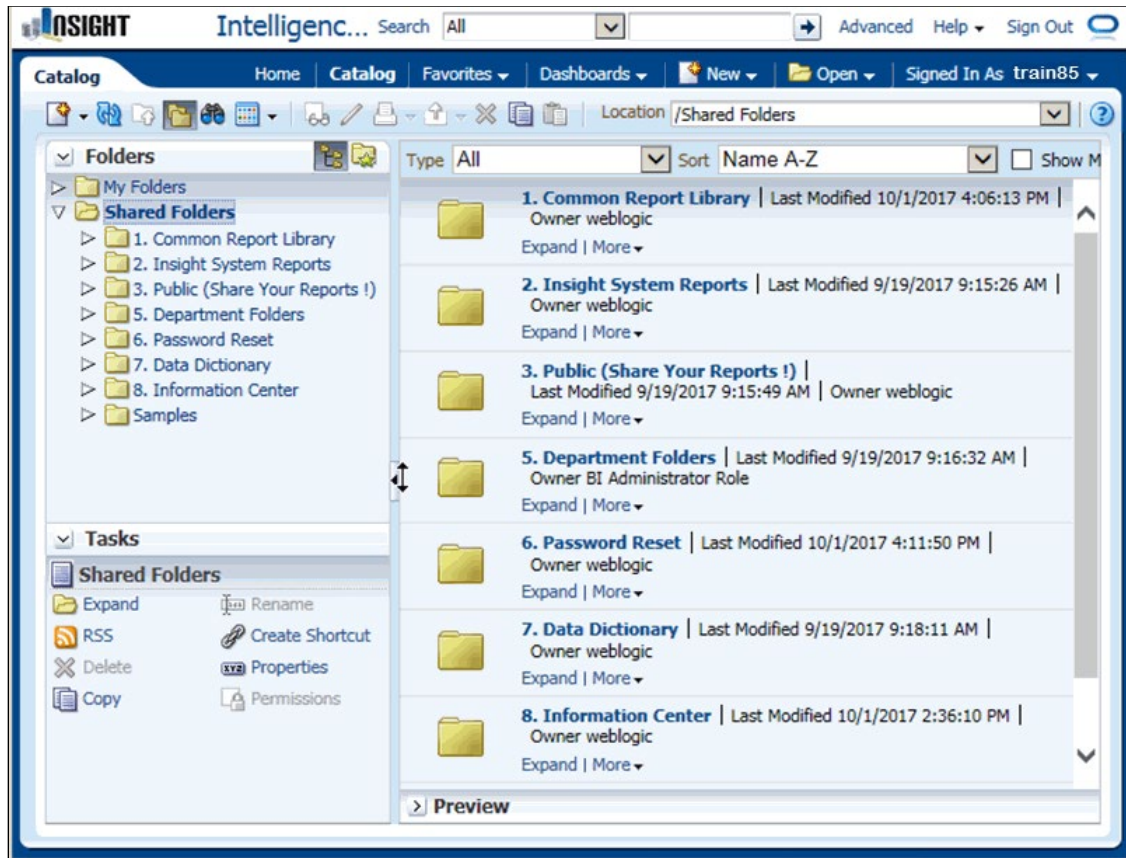 INSIGHT Intelligenc... Search All Advanced Help Sign Out
Catalog Home Catalog Favorites Dashboards New Open Signed In As train85
Location /Shared Folders
Folders
My Folders
Shared Folders
1. Common Report Library
2. Insight System Reports
3. Public (Share Your Reports !)
5. Department Folders
6. Password Reset
7. Data Dictionary
8. Information Center
Samples
Tasks
Shared Folders
Expand Rename
RSS Create Shortcut
Delete Properties
Copy Permissions
Type All Sort Name A-Z Show M
1. Common Report Library | Last Modified 10/1/2017 4:06:13 PM |
Owner weblogic
Expand | More
2. Insight System Reports | Last Modified 9/19/2017 9:15:26 AM |
Owner weblogic
Expand | More
3. Public (Share Your Reports !) |
Last Modified 9/19/2017 9:15:49 AM | Owner weblogic
Expand | More
5. Department Folders | Last Modified 9/19/2017 9:16:32 AM |
Owner BI Administrator Role
Expand | More
6. Password Reset | Last Modified 10/1/2017 4:11:50 PM |
Owner weblogic
Expand | More
7. Data Dictionary | Last Modified 9/19/2017 9:18:11 AM |
Owner weblogic
Expand | More
8. Information Center | Last Modified 10/1/2017 2:36:10 PM |
Owner weblogic
Expand | More
Preview